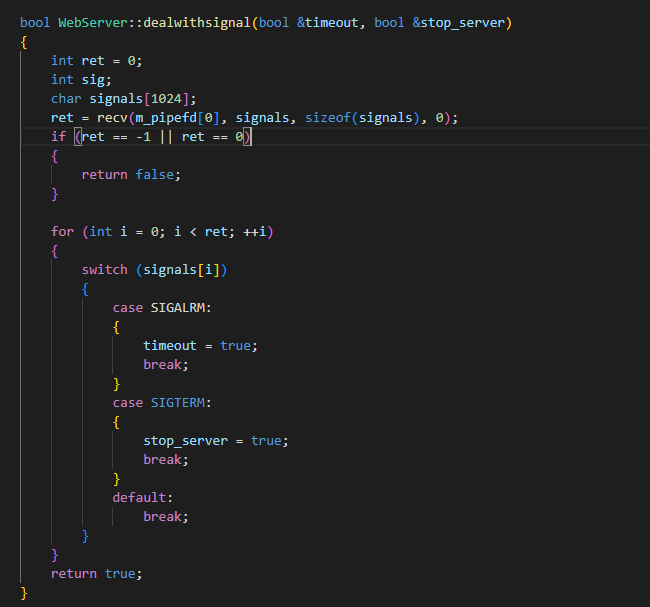 bool WebServer::dealwithsignal(bool &timeout, bool &stop_server)
{
    int ret = 0;
    int sig;
    char signals[1024];
    ret = recv(m_pipefd[0], signals, sizeof(signals), 0);
    if (ret == -1 || ret == 0)
    {
        return false;
    }

    for (int i = 0; i < ret; ++i)
    {
        switch (signals[i])
        {
            case SIGALRM:
            {
                timeout = true;
                break;
            }
            case SIGTERM:
            {
                stop_server = true;
                break;
            }
            default:
                break;
        }
    }
    return true;
}